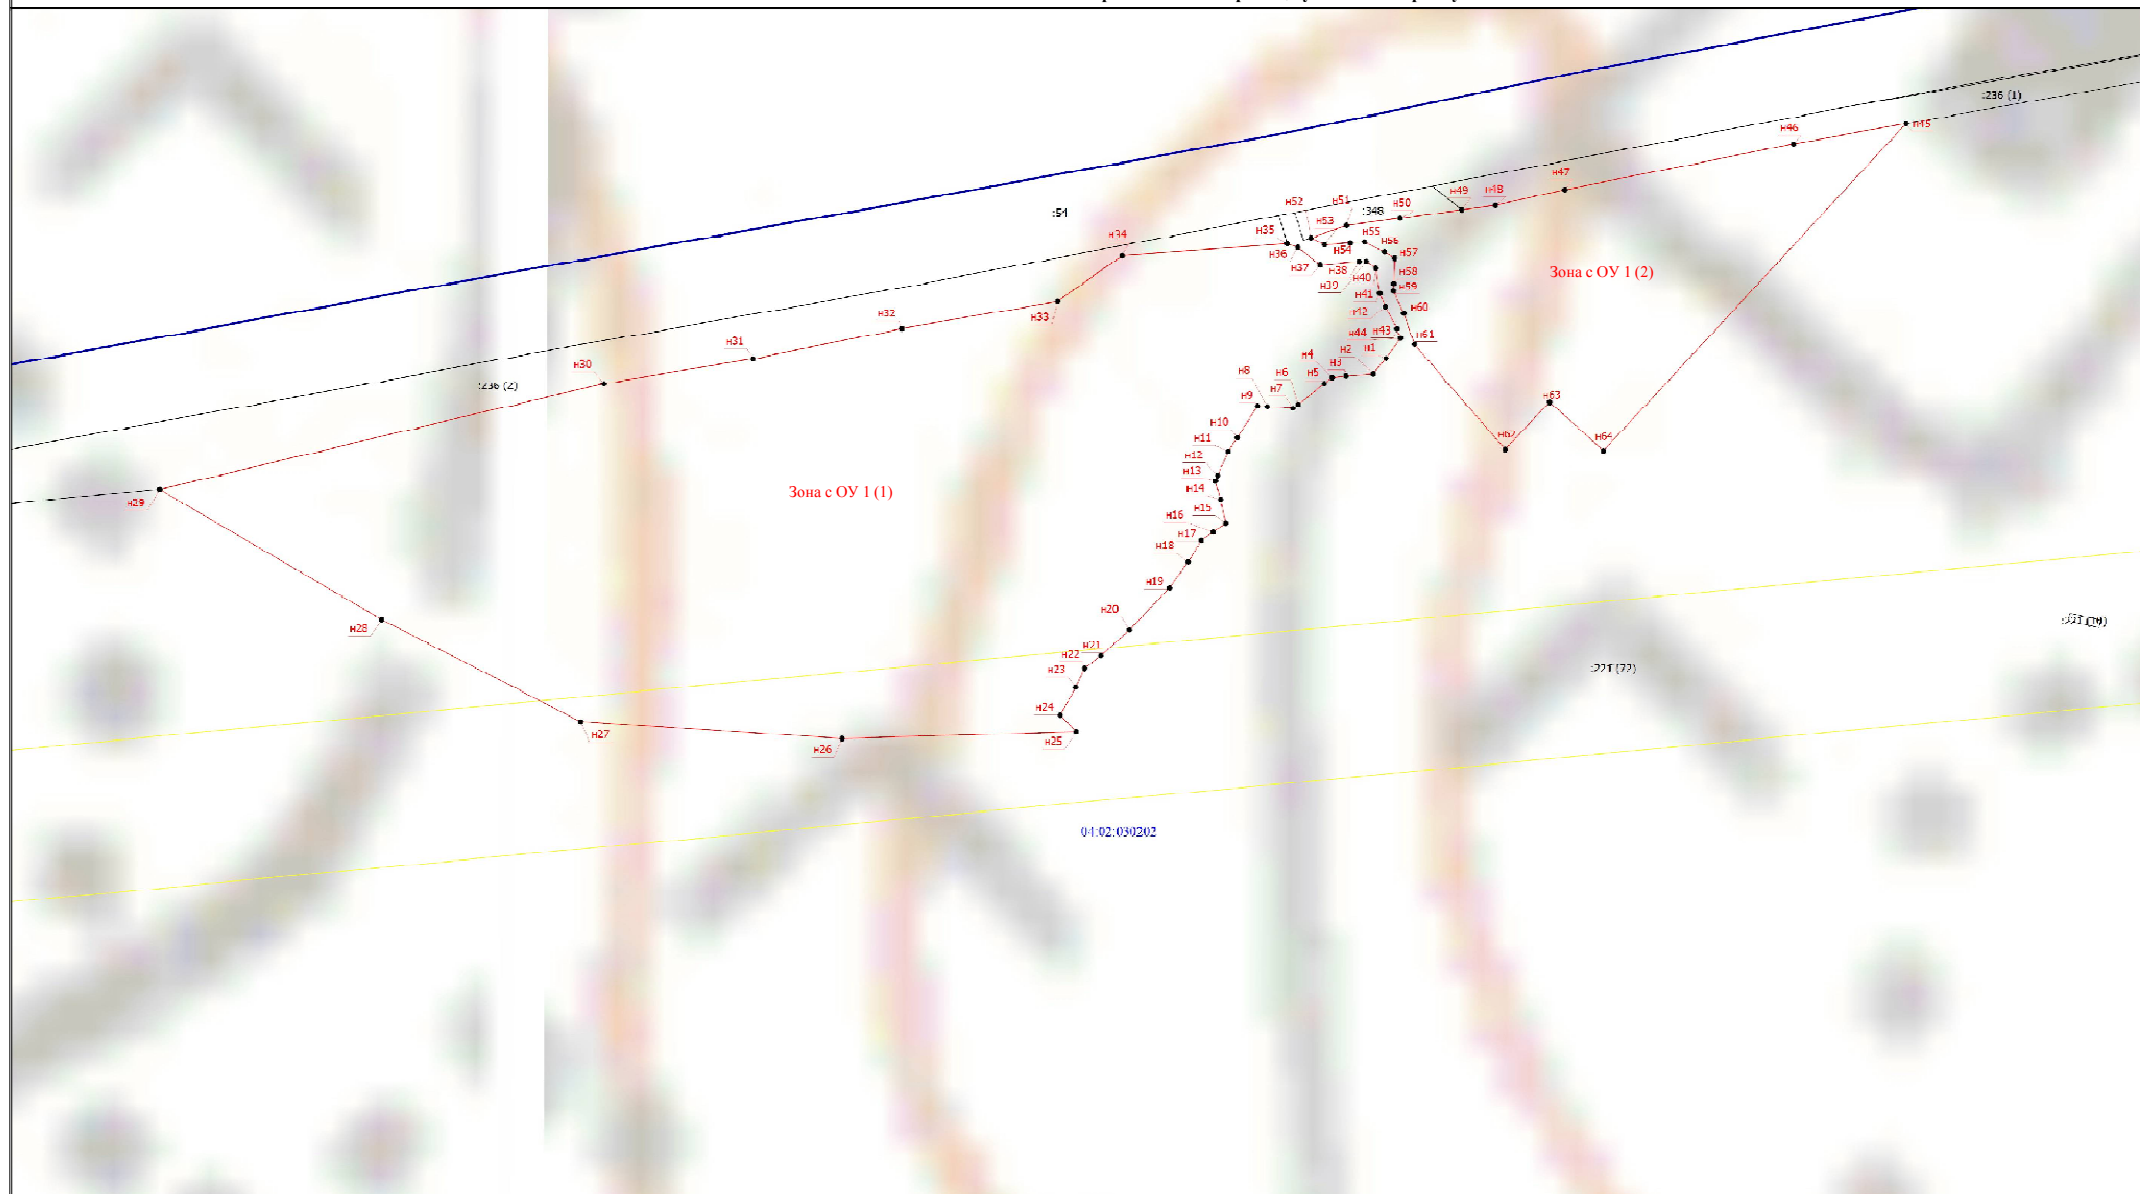 :236 (1)
н45
н46
н47
н48
н49
:348
н50
н51
н52
:54
н53
н35
н34
н55
н54
н56
н57
н36
н37
н38
н58
Зона с ОУ 1 (2)
н40
н39
н59
н41
н60
н42
н33
н32
н44
н43
н61
н31
н30
н4
н2
н1
н3
:236 (2)
н8
н6
н5
н7
н9
н63
н10
н11
н62
н64
н12
н13
Зона с ОУ 1 (1)
н29
н14
н15
н16
н17
н18
н19
н20
н28
н21
н22
н23
:221 (72)
н24
н27
н26
н25
04:02:030202